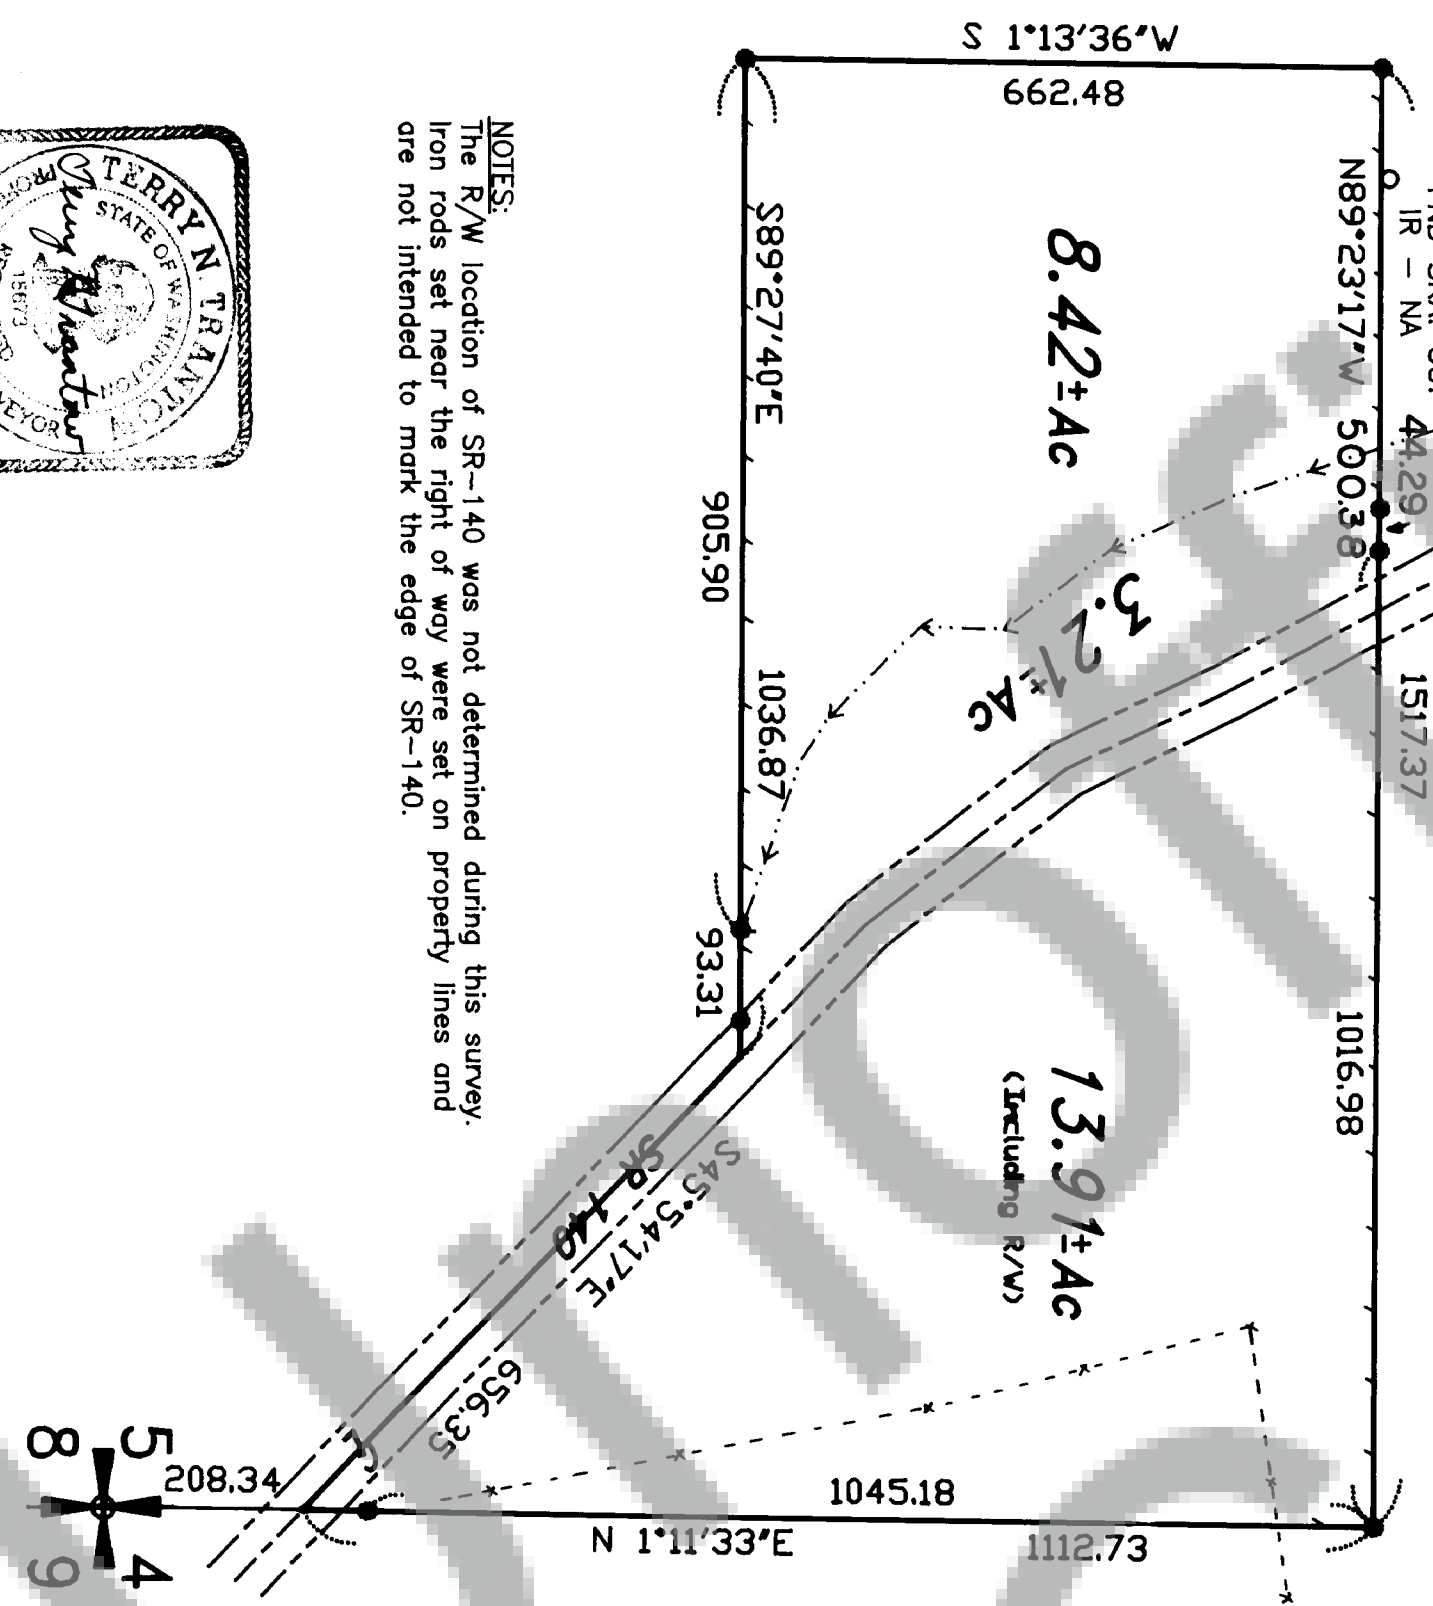 S 1°13'36"W
662.48
IR – NA
44.29
N89°23'17"W 500.38
1517.37
1016.98
8.42±Ac
3.21±Ac
13.91±Ac
(Including R/W)
S89°27'40"E
1036.87
905.90
93.31
NOTES:
The R/W location of SR-140 was not determined during this survey.
Iron rods set near the right of way were set on property lines and
are not intended to mark the edge of SR-140.
TERRY N. TRANTO
STATE OF WASHINGTON
15673
SR 140
S45°54'17"E
656.35
208.34
1045.18
N 1°11'33"E
1112.73
5 4
8 9